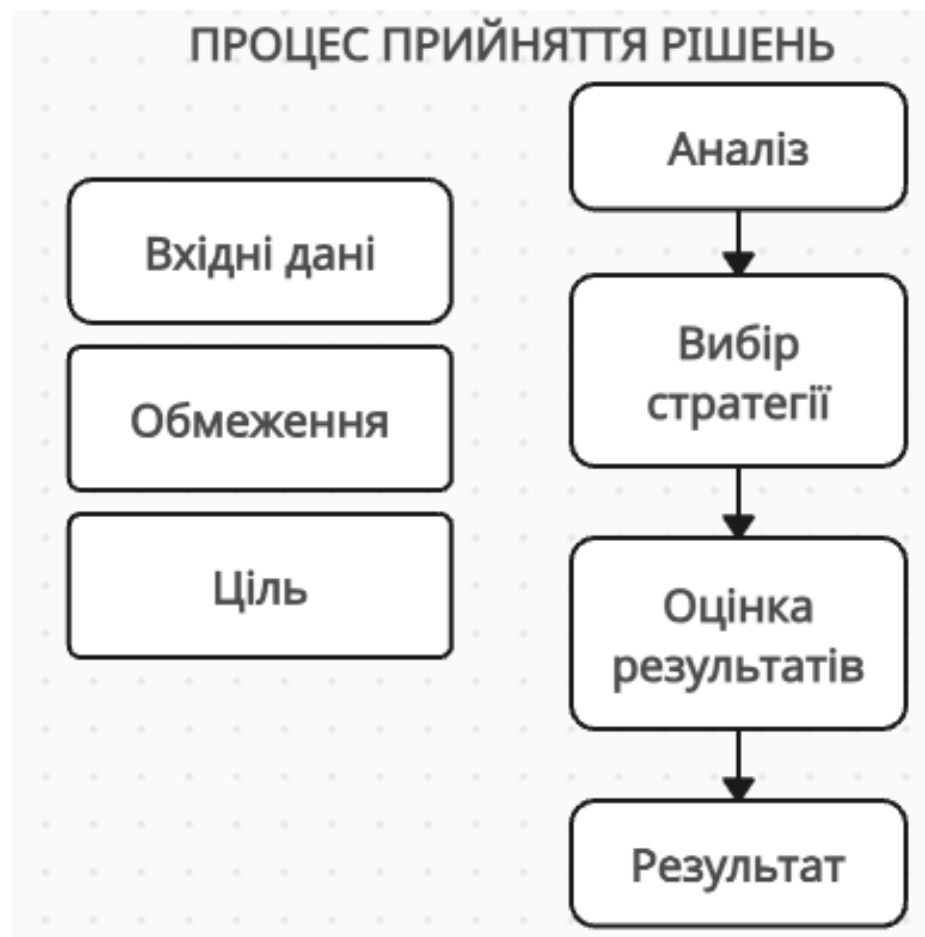 ПРОЦЕС ПРИЙНЯТТЯ РІШЕНЬ
Вхідні дані
Обмеження
Ціль
Аналіз
Вибір
стратегії
Оцінка
результатів
Результат